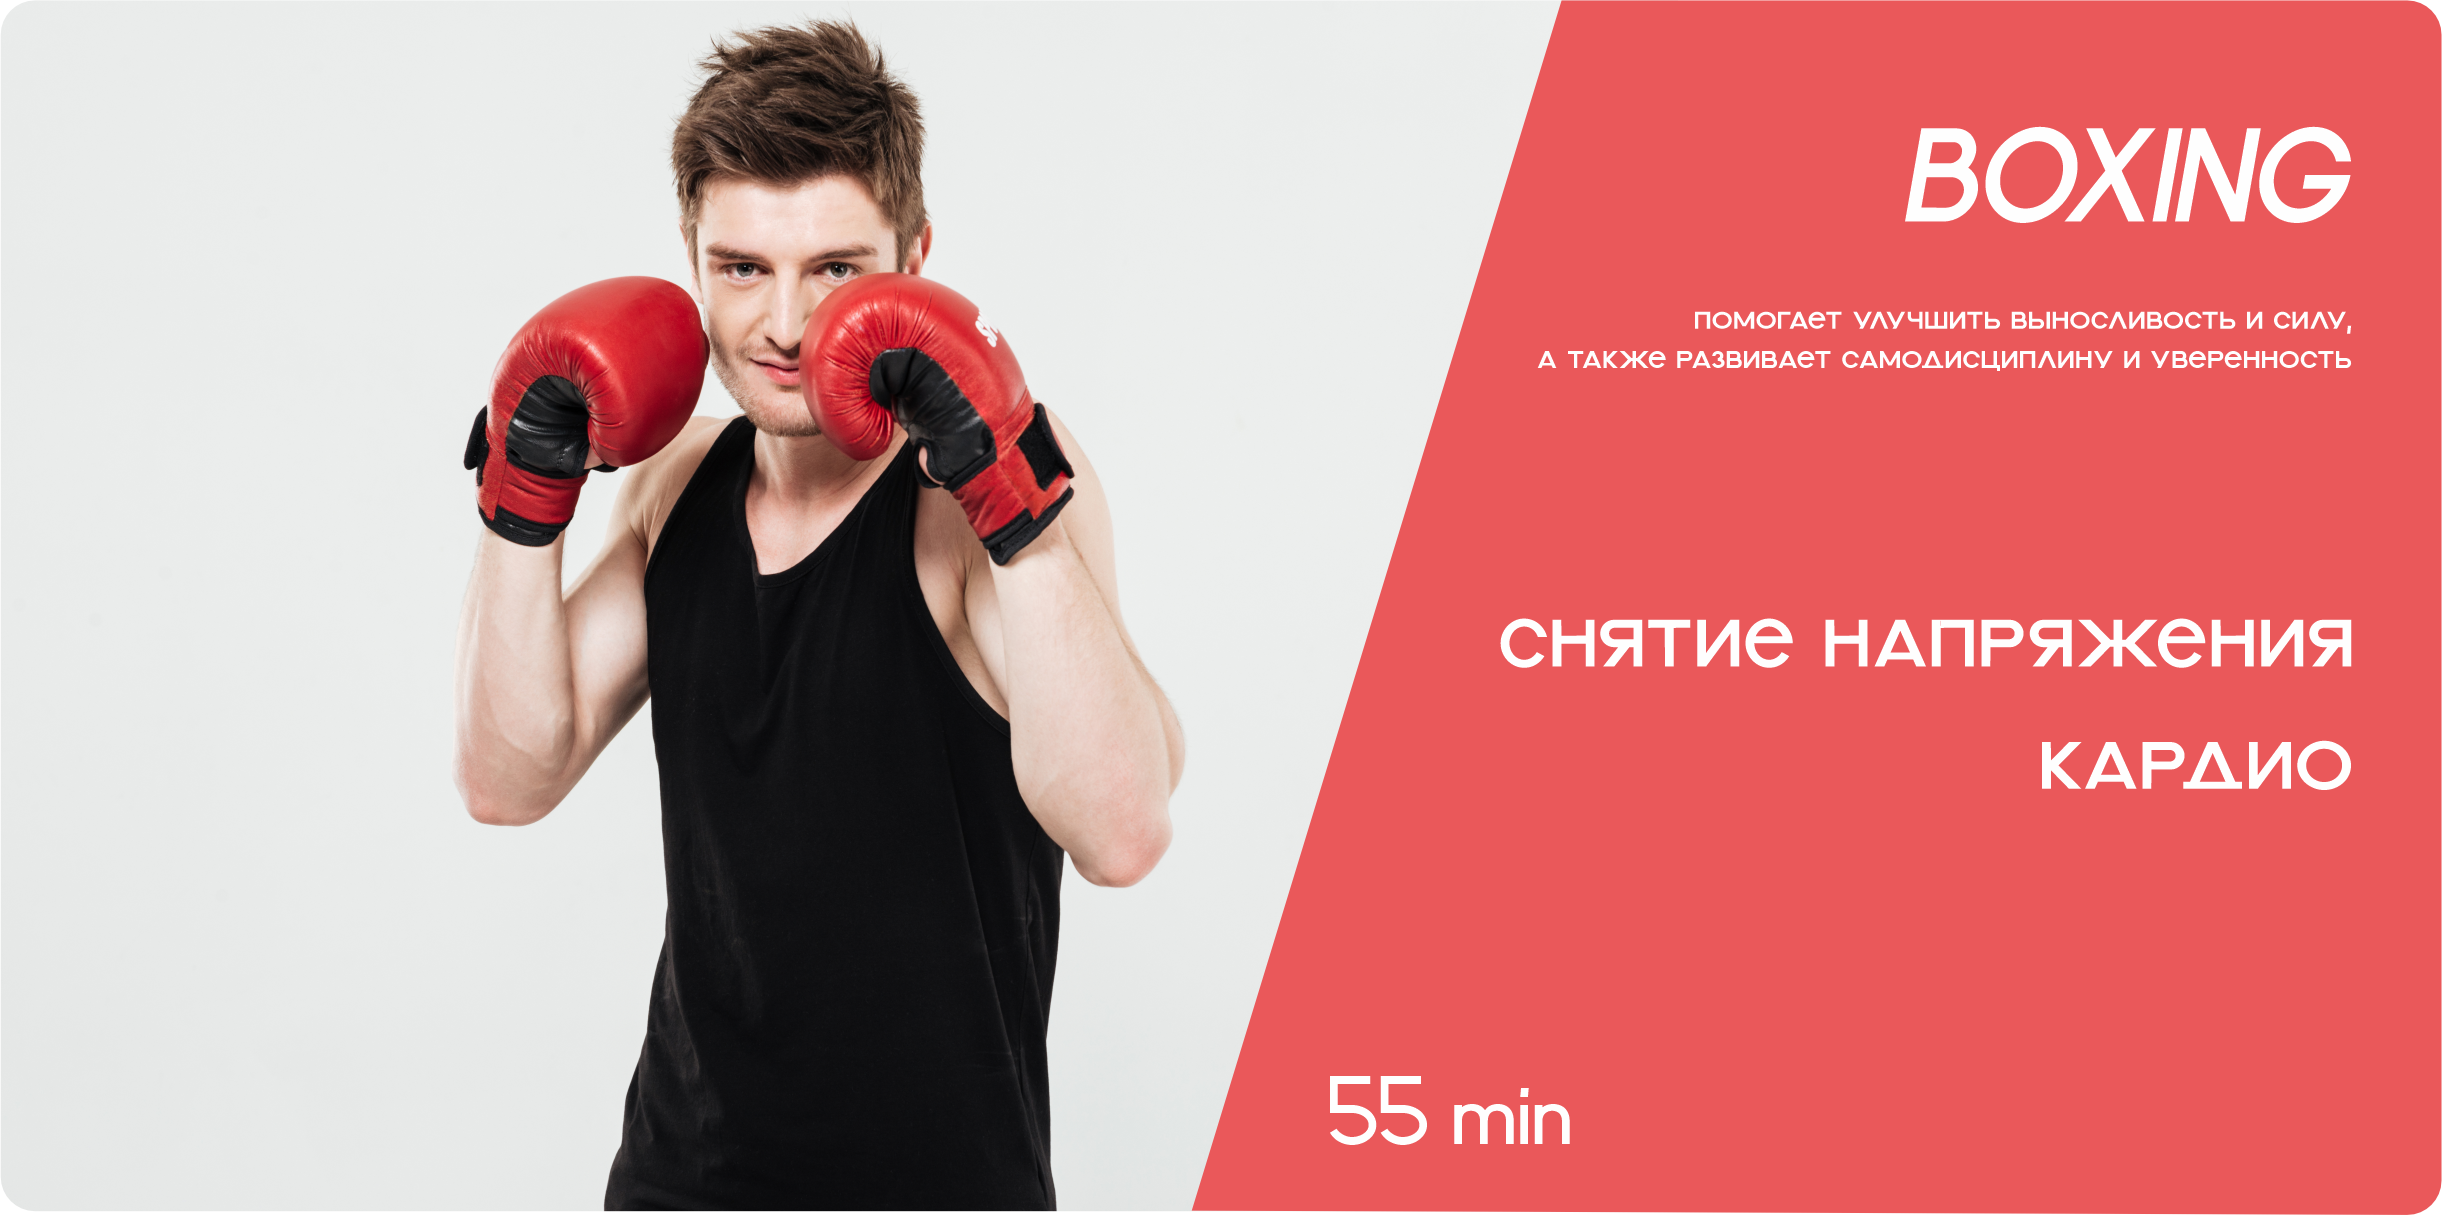 BOXING
помогает улучшить выносливость и силу,
а также развивает самодисциплину и уверенность
снятие напряжения
кардио
55 min